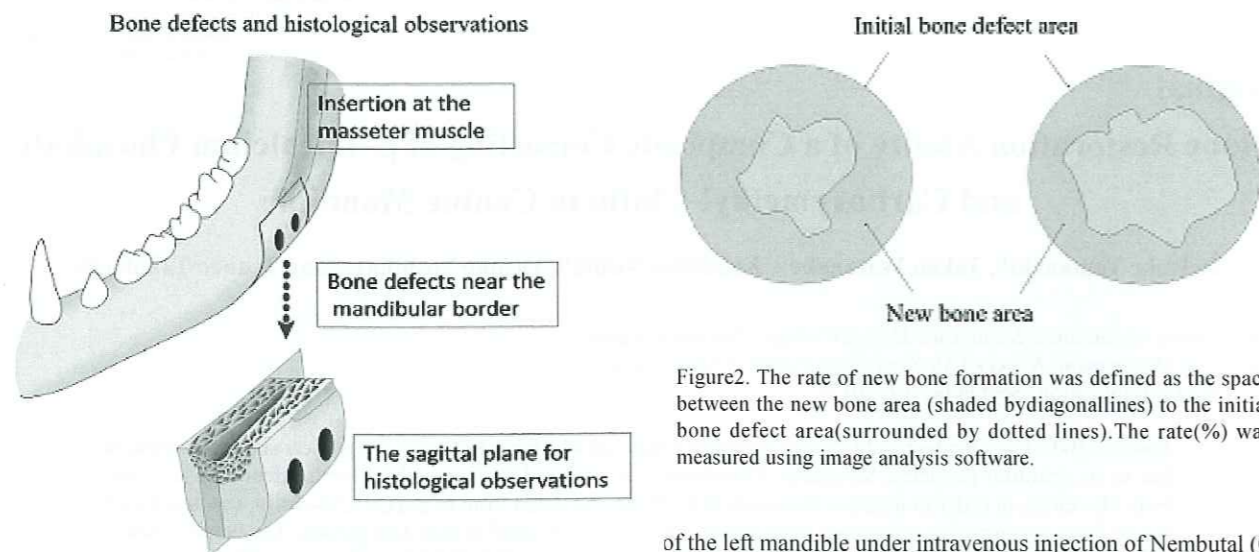 Bone defects and histological observations
Insertion at the
masseter muscle
Bone defects near the
mandibular border
The sagittal plane for
histological observations
Initial bone defect area
New bone area
Figure2. The rate of new bone formation was defined as the spac
between the new bone area (shaded bydiagonallines) to the initia
bone defect area(surrounded by dotted lines).The rate(%) wa
measured using image analysis software.
of the left mandible under intravenous injection of Nembutal (